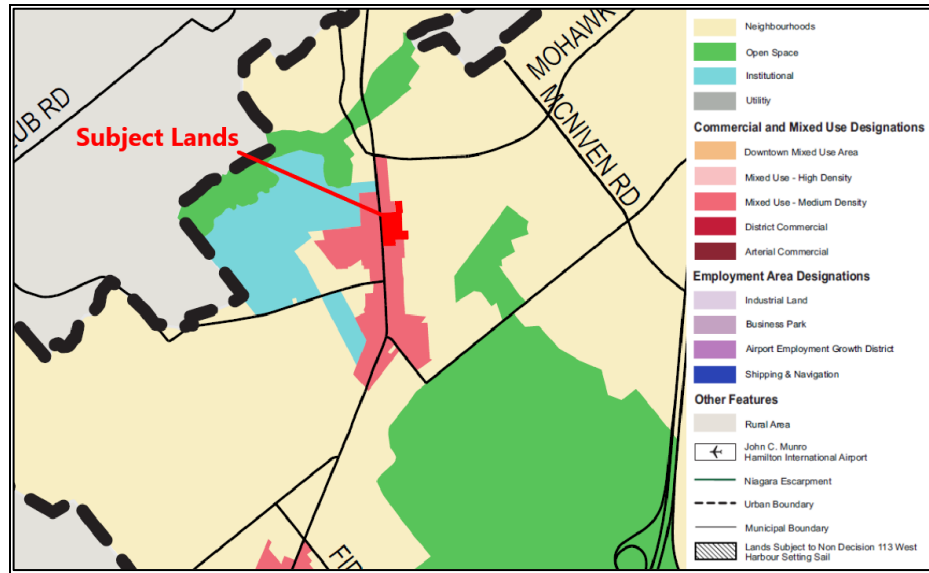 MOHAWK
MCNIVEN RD
UB RD
Subject Lands
FID
Neighbourhoods
Open Space
Institutional
Utilitiy
Commercial and Mixed Use Designations
Downtown Mixed Use Area
Mixed Use - High Density
Mixed Use - Medium Density
District Commercial
Arterial Commercial
Employment Area Designations
Industrial Land
Business Park
Airport Employment Growth District
Shipping & Navigation
Other Features
Rural Area
John C. Munro
Hamilton International Airport
Niagara Escarpment
Urban Boundary
Municipal Boundary
Lands Subject to Non Decision 113 West
Harbour Setting Sail